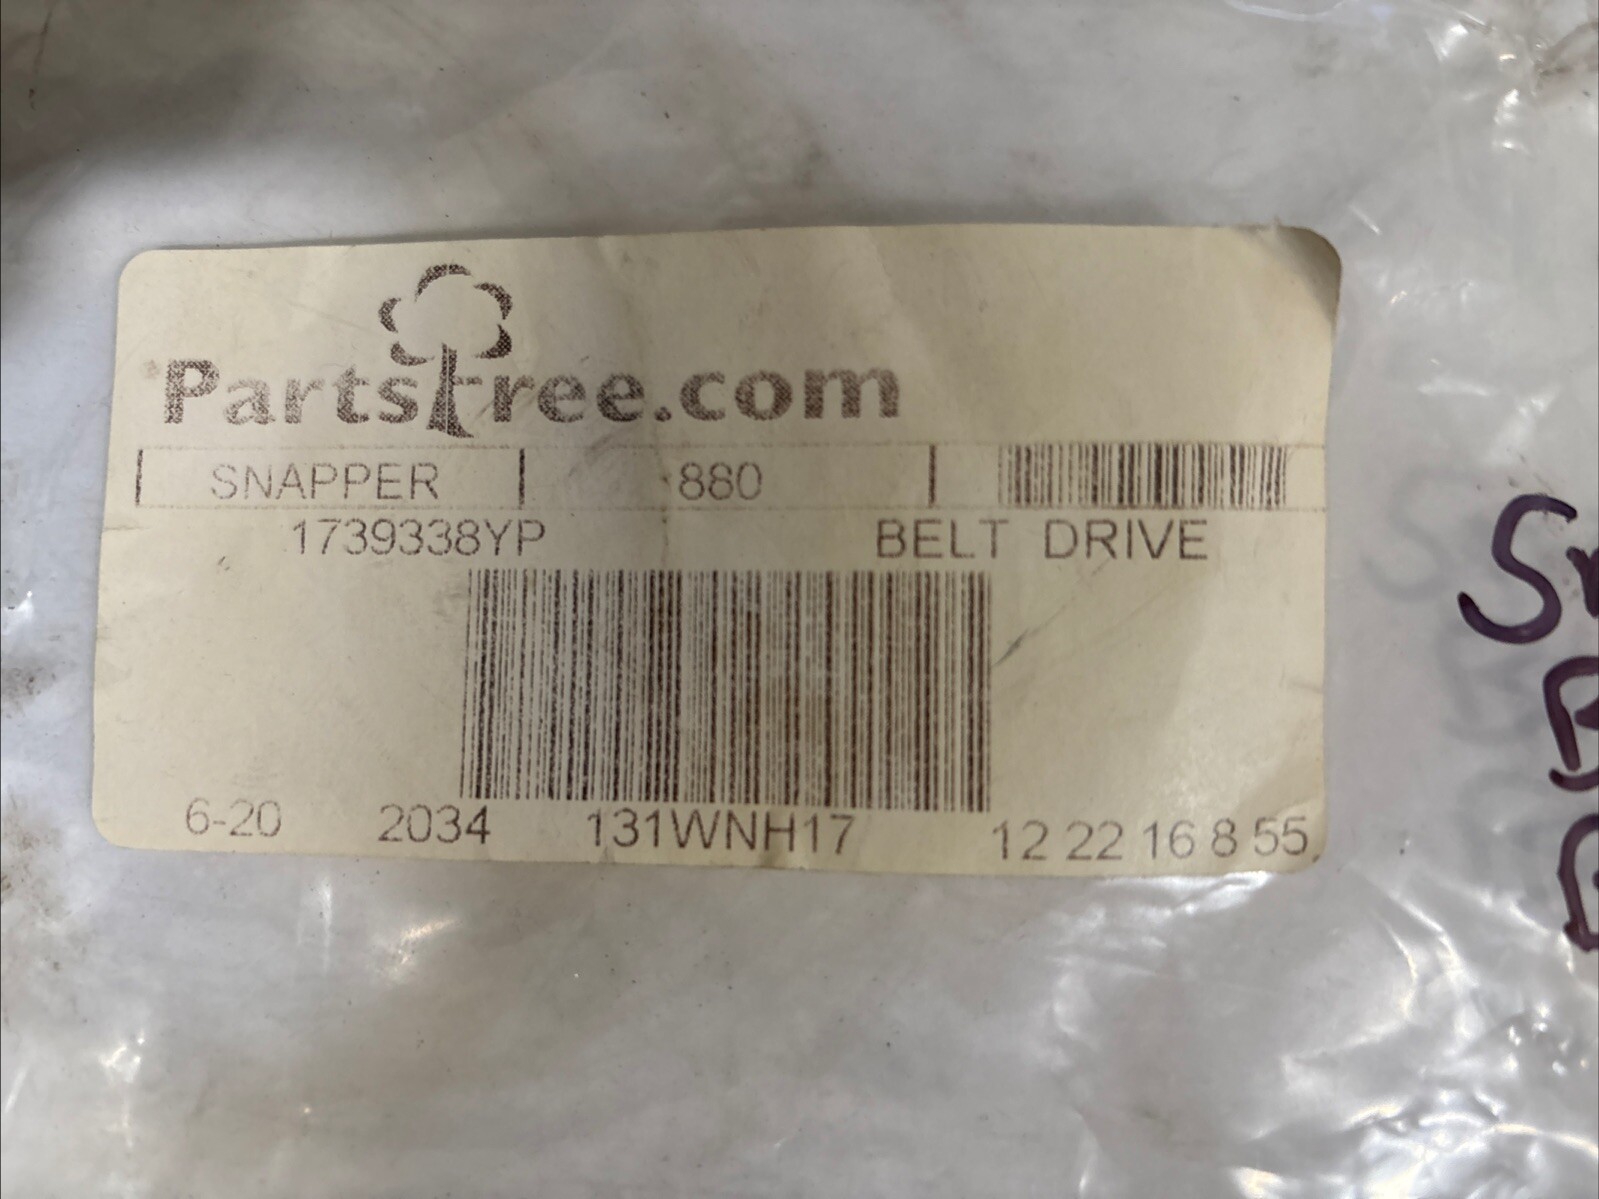 PartsTree.com
SNAPPER 880
1739338YP BELT DRIVE
6-20 2034 131WNH17 12 22 16 8 55